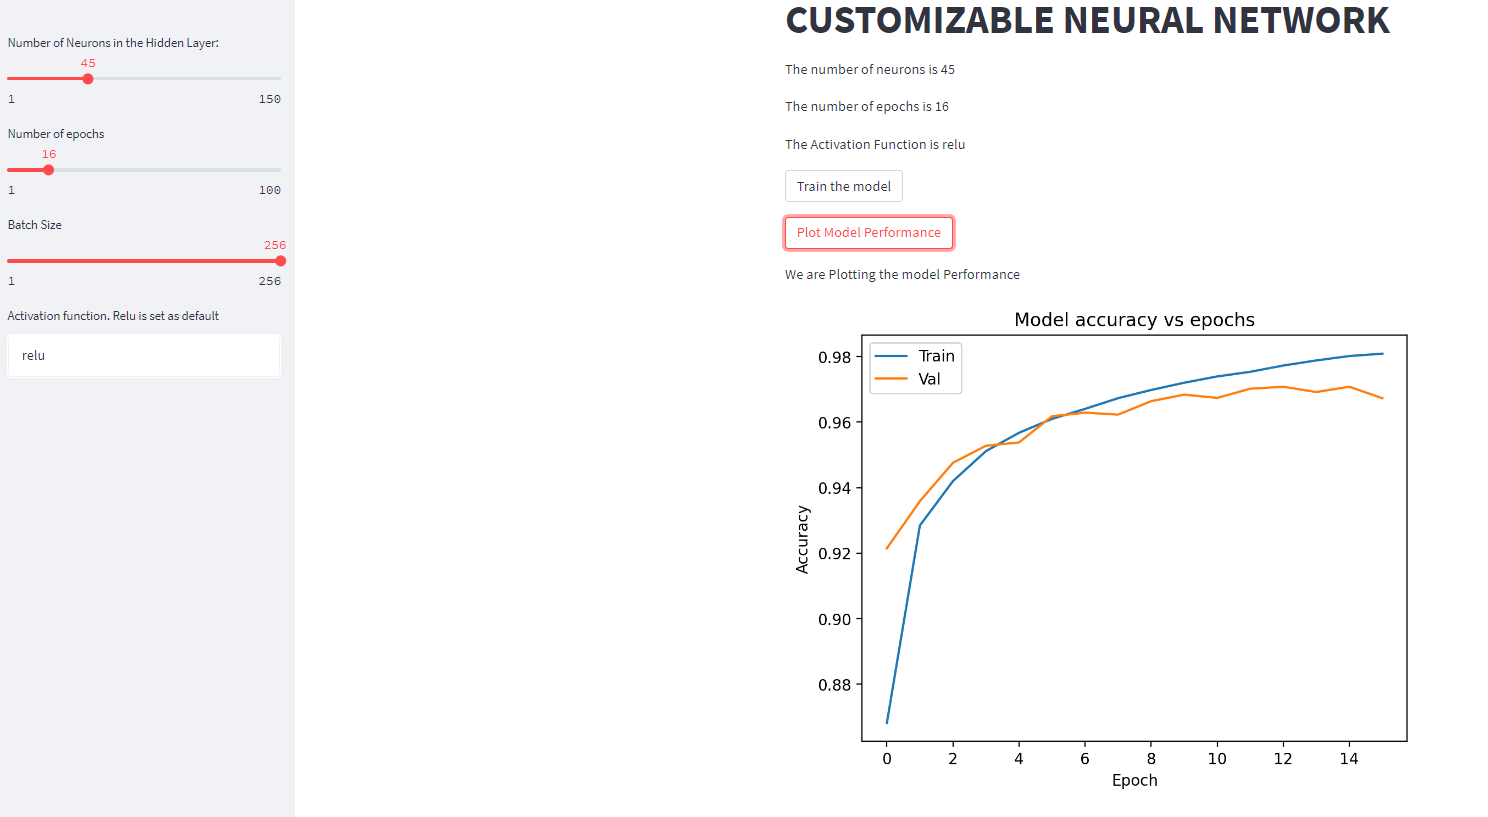 Number of Neurons in the Hidden Layer:
45
1 150
Number of epochs
16
1 100
Batch Size
256
1 256
Activation function. Relu is set as default
relu
CUSTOMIZABLE NEURAL NETWORK
The number of neurons is 45
The number of epochs is 16
The Activation Function is relu
Train the model
Plot Model Performance
We are Plotting the model Performance
Model accuracy vs epochs
Train
Val
0.98
0.96
0.94
0.92
0.90
0.88
Accuracy
0 2 4 6 8 10 12 14
Epoch